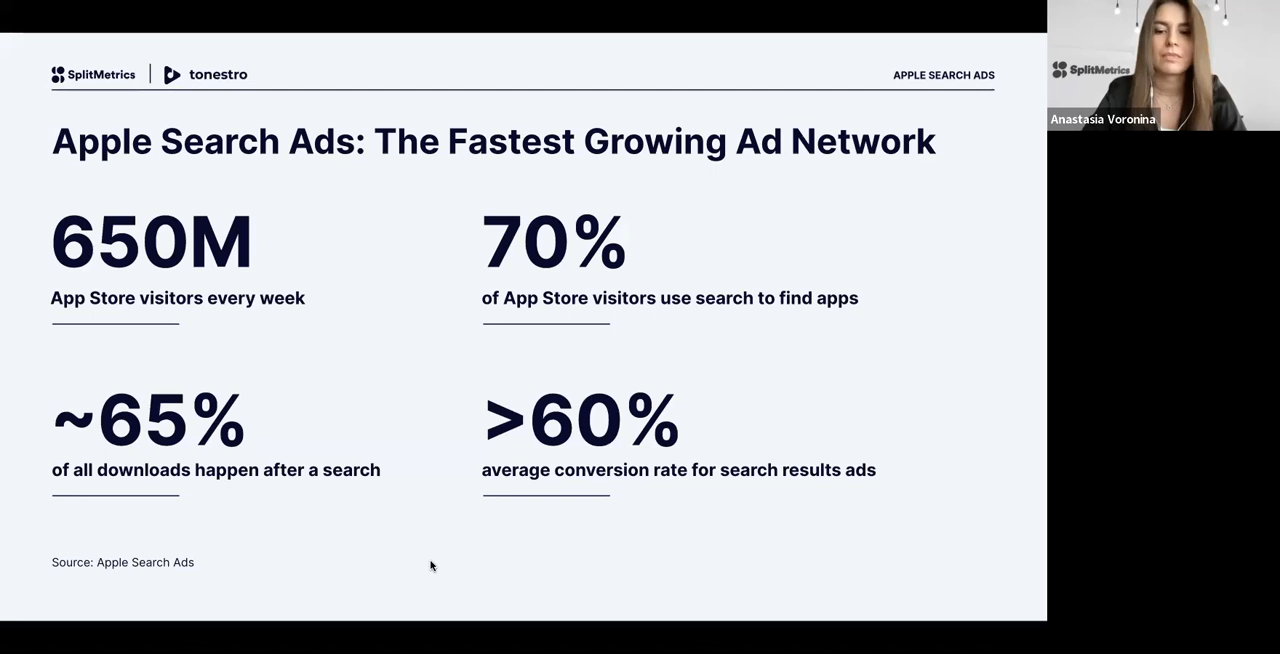 SplitMetrics
tonestro
APPLE SEARCH ADS
Apple Search Ads: The Fastest Growing Ad Network
650M
App Store visitors every week
70%
of App Store visitors use search to find apps
~65%
of all downloads happen after a search
>60%
average conversion rate for search results ads
Source: Apple Search Ads
SplitMetrics
Anastasia Voronina